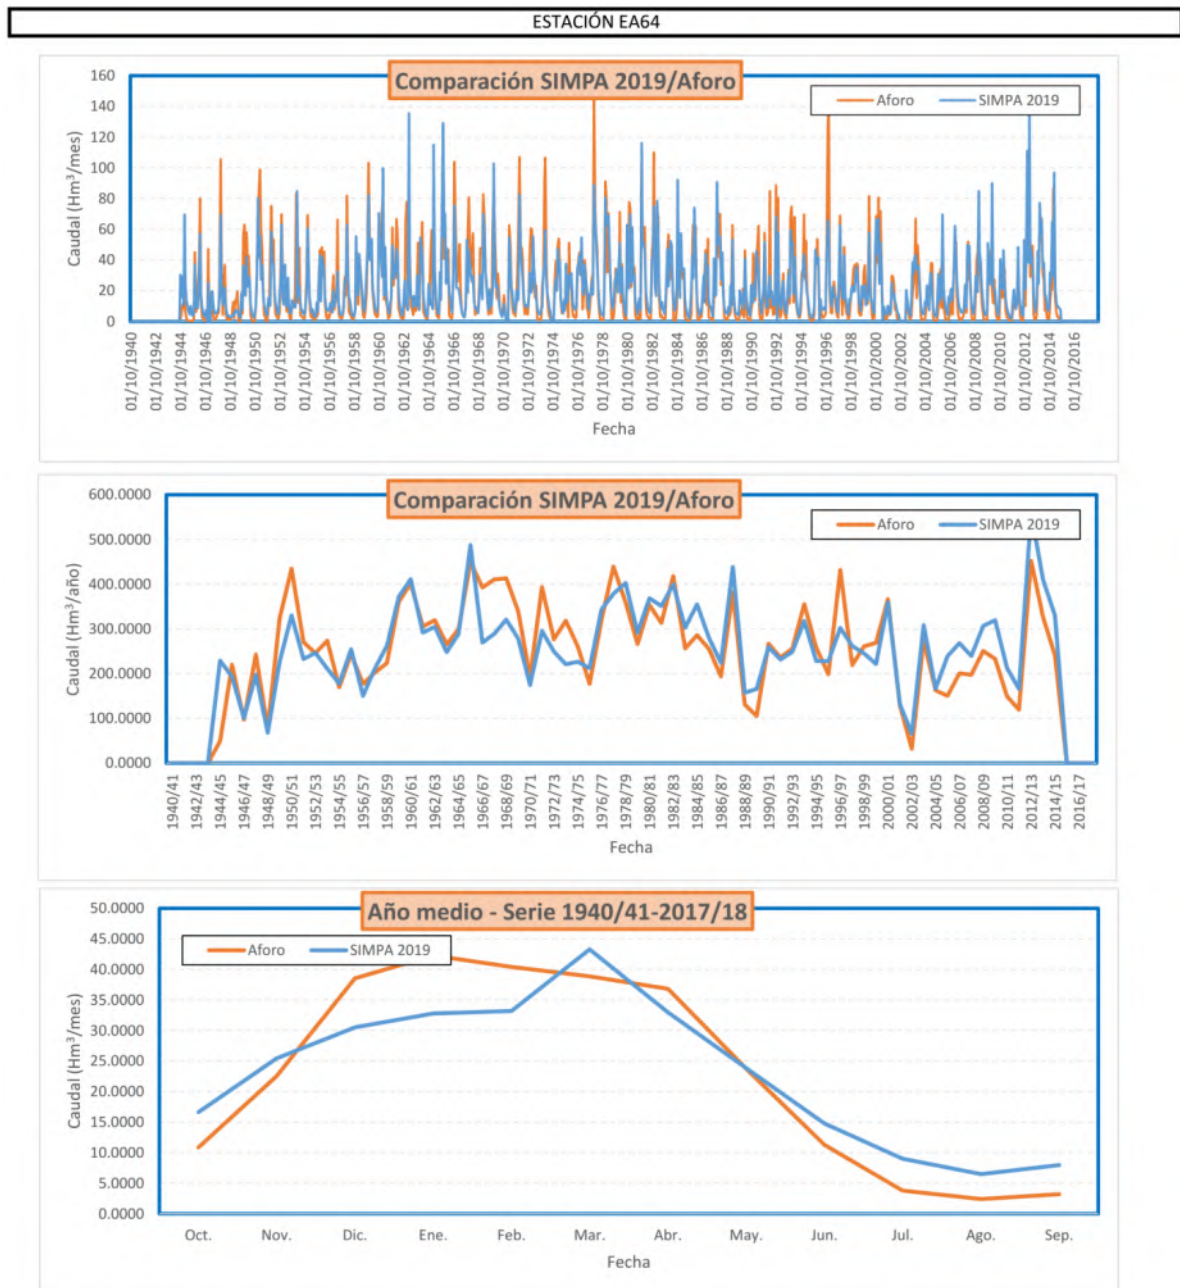 ESTACIÓN EA64
Comparación SIMPA 2019/Aforo
Aforo SIMPA 2019
Caudal (Hm³/mes)
160
140
120
100
80
60
40
20
0
01/10/1940 01/10/1942 01/10/1944 01/10/1946 01/10/1948 01/10/1950 01/10/1952 01/10/1954 01/10/1956 01/10/1958 01/10/1960 01/10/1962 01/10/1964 01/10/1966 01/10/1968 01/10/1970 01/10/1972 01/10/1974 01/10/1976 01/10/1978 01/10/1980 01/10/1982 01/10/1984 01/10/1986 01/10/1988 01/10/1990 01/10/1992 01/10/1994 01/10/1996 01/10/1998 01/10/2000 01/10/2002 01/10/2004 01/10/2006 01/10/2008 01/10/2010 01/10/2012 01/10/2014 01/10/2016
Fecha
Comparación SIMPA 2019/Aforo
Aforo SIMPA 2019
Caudal (Hm³/año)
600.0000
500.0000
400.0000
300.0000
200.0000
100.0000
0.0000
1940/41 1942/43 1944/45 1946/47 1948/49 1950/51 1952/53 1954/55 1956/57 1958/59 1960/61 1962/63 1964/65 1966/67 1968/69 1970/71 1972/73 1974/75 1976/77 1978/79 1980/81 1982/83 1984/85 1986/87 1988/89 1990/91 1992/93 1994/95 1996/97 1998/99 2000/01 2002/03 2004/05 2006/07 2008/09 2010/11 2012/13 2014/15 2016/17
Fecha
Año medio - Serie 1940/41-2017/18
Aforo SIMPA 2019
Caudal (Hm³/mes)
50.0000
45.0000
40.0000
35.0000
30.0000
25.0000
20.0000
15.0000
10.0000
5.0000
0.0000
Oct. Nov. Dic. Ene. Feb. Mar. Abr. May. Jun. Jul. Ago. Sep.
Fecha